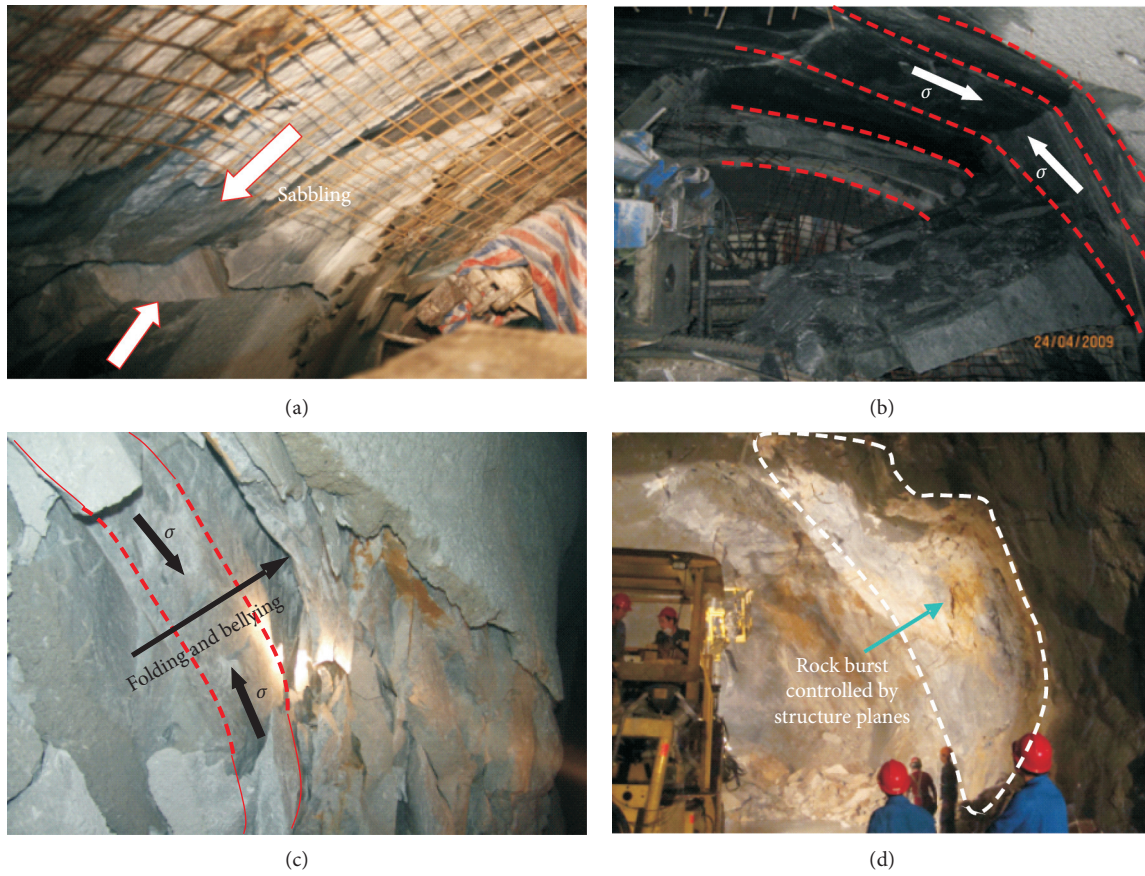 Sabbling
(a)
σ
σ
24/04/2009
(b)
σ
Folding and bellying
σ
(c)
Rock burst
controlled by
structure planes
(d)